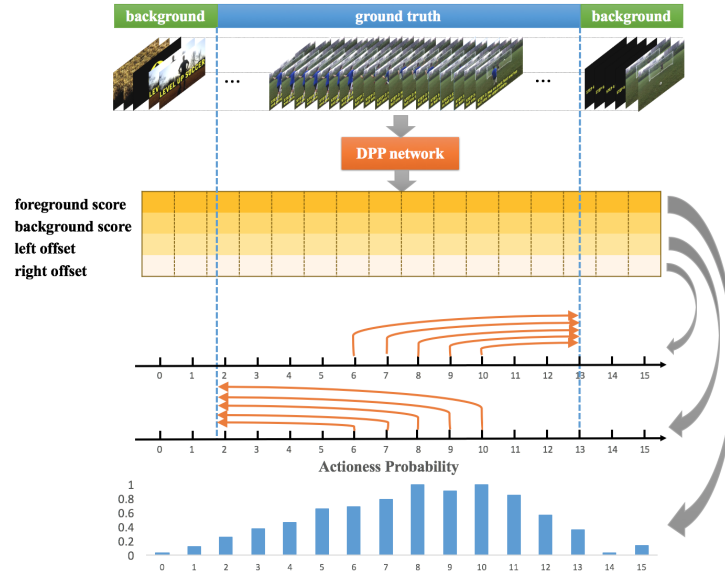 background ground truth background
LEVEL UP SOCCER
... ...
DPP network
foreground score
background score
left offset
right offset
0 1 2 3 4 5 6 7 8 9 10 11 12 13 14 15
0 1 2 3 4 5 6 7 8 9 10 11 12 13 14 15
Actioness Probability
1
0.8
0.6
0.4
0.2
0
0 1 2 3 4 5 6 7 8 9 10 11 12 13 14 15